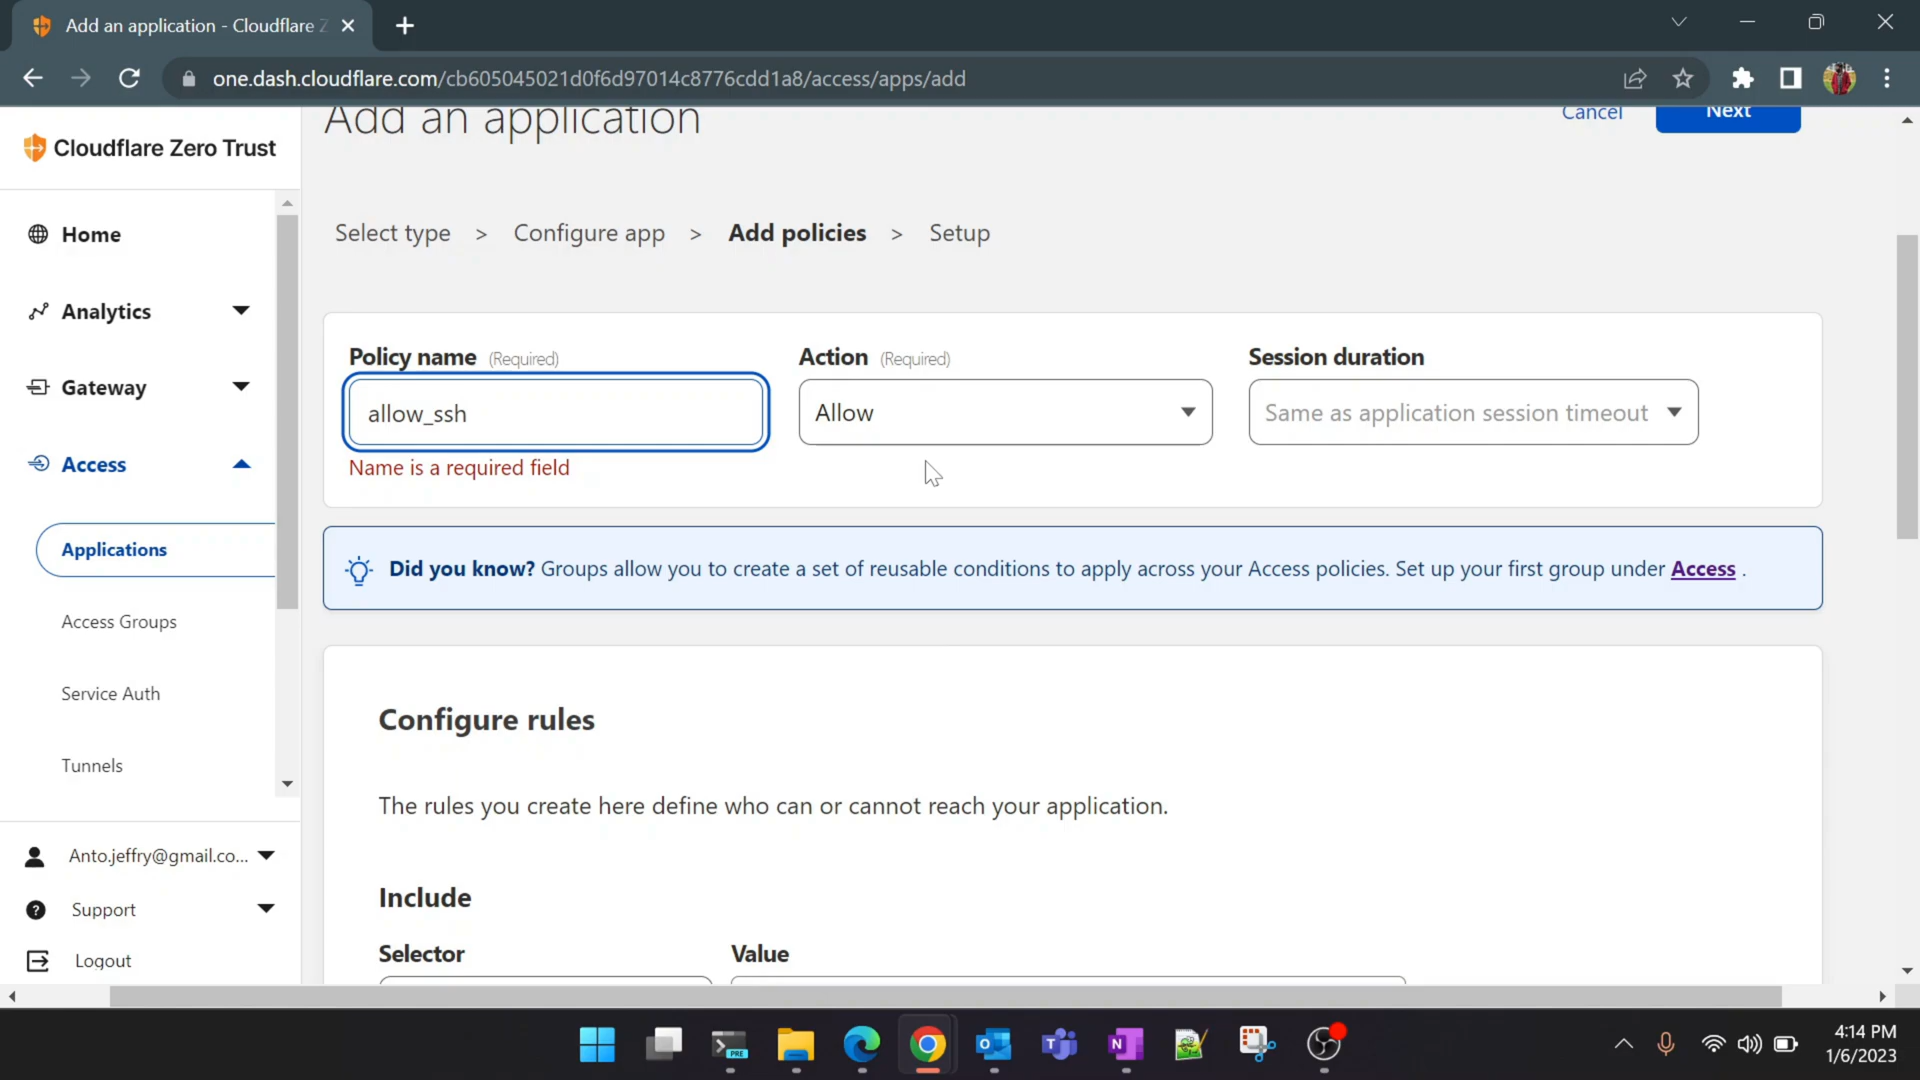 Add an application - Cloudflare Z
one.dash.cloudflare.com/cb605045021d0f6d97014c8776cdd1a8/access/apps/add
Cloudflare Zero Trust
Home
Analytics
Gateway
Access
Applications
Access Groups
Service Auth
Tunnels
Anto.jeffry@gmail.co...
Support
Logout
Add an application
Cancel
Next
Select type > Configure app > Add policies > Setup
Policy name (Required)
allow_ssh
Name is a required field
Action (Required)
Allow
Session duration
Same as application session timeout
Did you know? Groups allow you to create a set of reusable conditions to apply across your Access policies. Set up your first group under Access .
Configure rules
The rules you create here define who can or cannot reach your application.
Include
Selector
Value
PRE
4:14 PM
1/6/2023